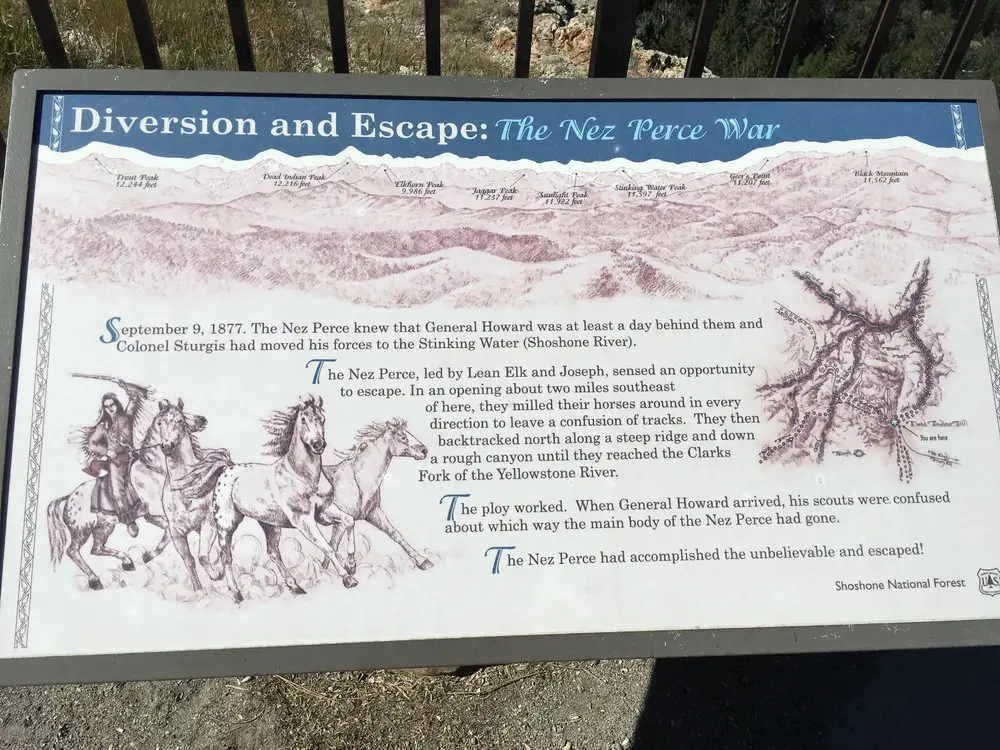 Diversion and Escape: The Nez Perce War
Trout Peak
12,244 feet
Dead Indian Peak
12,216 feet
Elkhorn Peak
9,986 feet
Jaggar Peak
11,237 feet
Sunlight Peak
11,922 feet
Stinking Water Peak
11,597 feet
Geer's Point
11,207 feet
Black Mountain
11,562 feet
September 9, 1877. The Nez Perce knew that General Howard was at least a day behind them and
Colonel Sturgis had moved his forces to the Stinking Water (Shoshone River).
The Nez Perce, led by Lean Elk and Joseph, sensed an opportunity
to escape. In an opening about two miles southeast
of here, they milled their horses around in every
direction to leave a confusion of tracks. They then
backtracked north along a steep ridge and down
a rough canyon until they reached the Clarks
Fork of the Yellowstone River.
You are here
The ploy worked. When General Howard arrived, his scouts were confused
about which way the main body of the Nez Perce had gone.
The Nez Perce had accomplished the unbelievable and escaped!
Shoshone National Forest
UAS